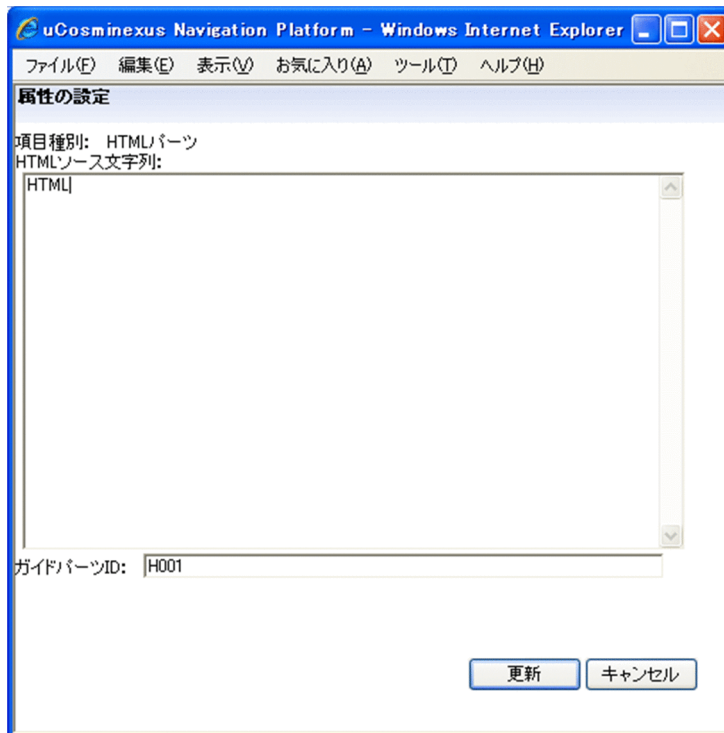 uCosminexus Navigation Platform - Windows Internet Explorer
ファイル(F) 編集(E) 表示(V) お気に入り(A) ツール(T) ヘルプ(H)
属性の設定
項目種別: HTMLパーツ
HTMLソース文字列:
HTML
ガイドパーツID: H001
更新 キャンセル